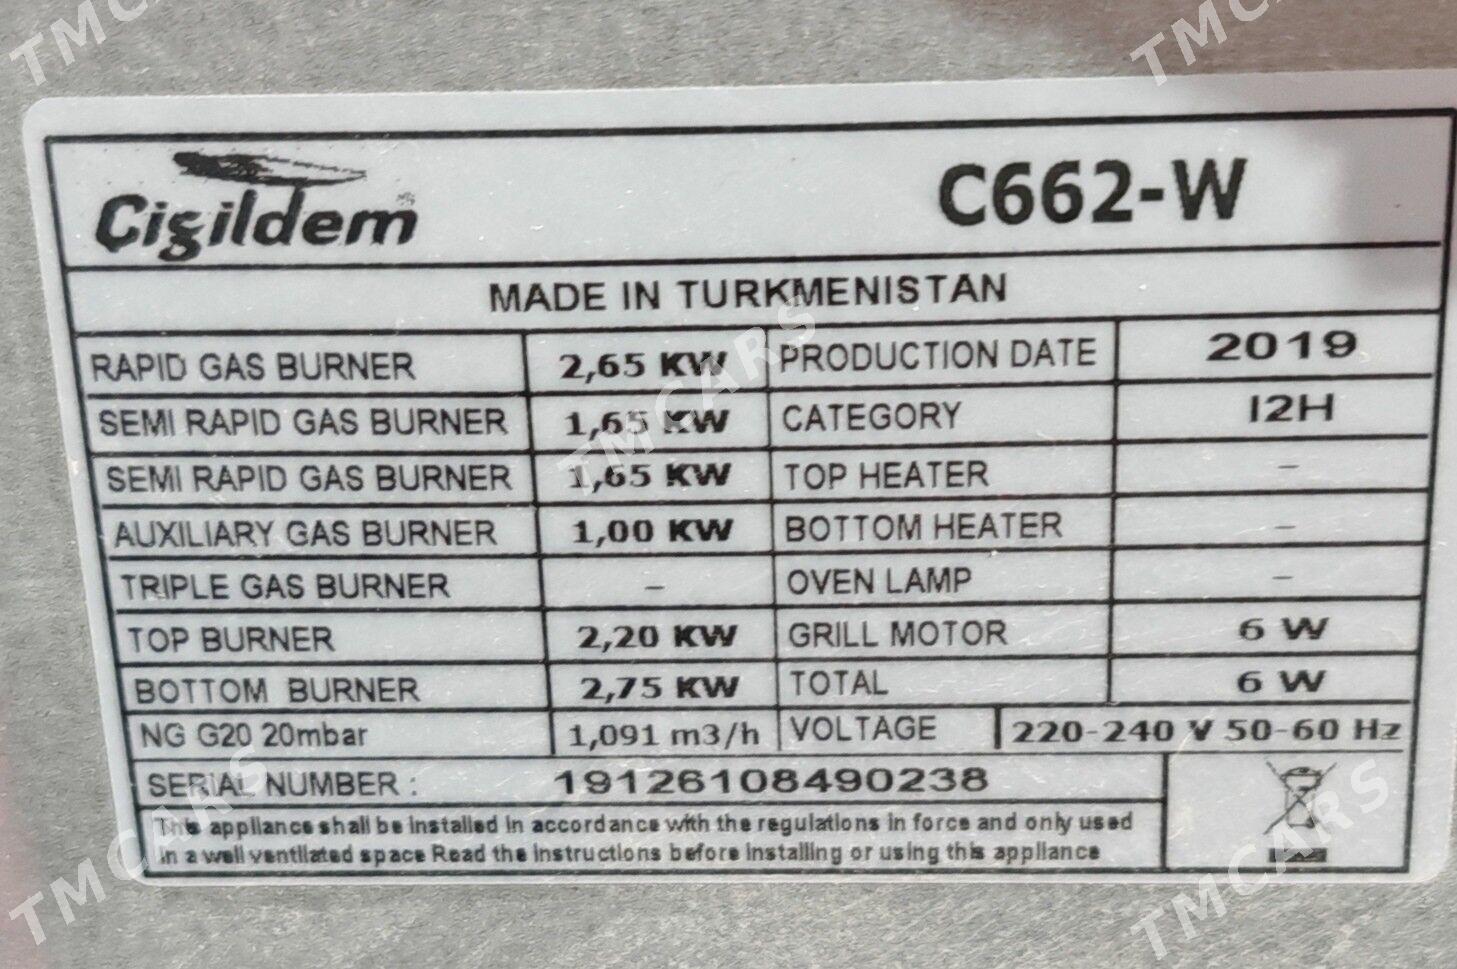 Cişildem C662-W
MADE IN TURKMENISTAN
RAPID GAS BURNER 2,65 KW PRODUCTION DATE 2019
SEMI RAPID GAS BURNER 1,65 KW CATEGORY I2H
SEMI RAPID GAS BURNER 1,65 KW TOP HEATER –
AUXILIARY GAS BURNER 1,00 KW BOTTOM HEATER –
TRIPLE GAS BURNER – OVEN LAMP –
TOP BURNER 2,20 KW GRILL MOTOR 6 W
BOTTOM BURNER 2,75 KW TOTAL 6 W
NG G20 20mbar 1,091 m3/h VOLTAGE 220-240 V 50-60 Hz
SERIAL NUMBER : 19126108490238
This appliance shall be installed in accordance with the regulations in force and only used
in a well ventilated space Read the instructions before installing or using this appliance
TMCARS
TMCARS
TMCARS
TMCARS
TMCARS